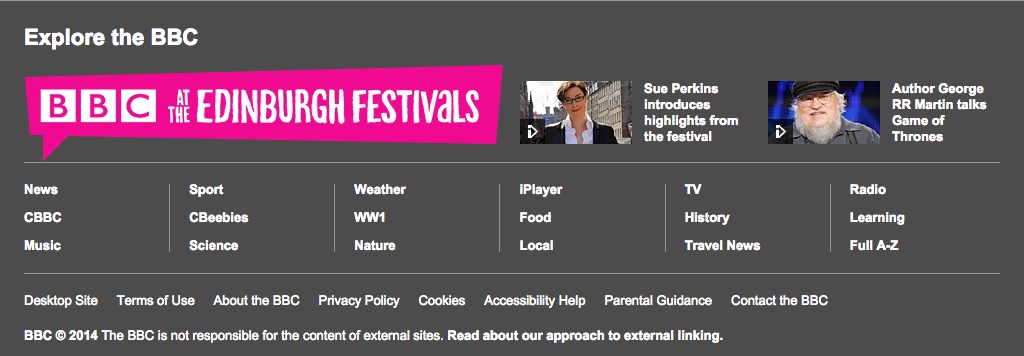 Explore the BBC
BBC AT THE EDINBURGH FESTIVALS
Sue Perkins
introduces
highlights from
the festival
Author George
RR Martin talks
Game of
Thrones
News
Sport
Weather
iPlayer
TV
Radio
CBBC
CBeebies
WW1
Food
History
Learning
Music
Science
Nature
Local
Travel News
Full A-Z
Desktop Site Terms of Use About the BBC Privacy Policy Cookies Accessibility Help Parental Guidance Contact the BBC
BBC © 2014 The BBC is not responsible for the content of external sites. Read about our approach to external linking.